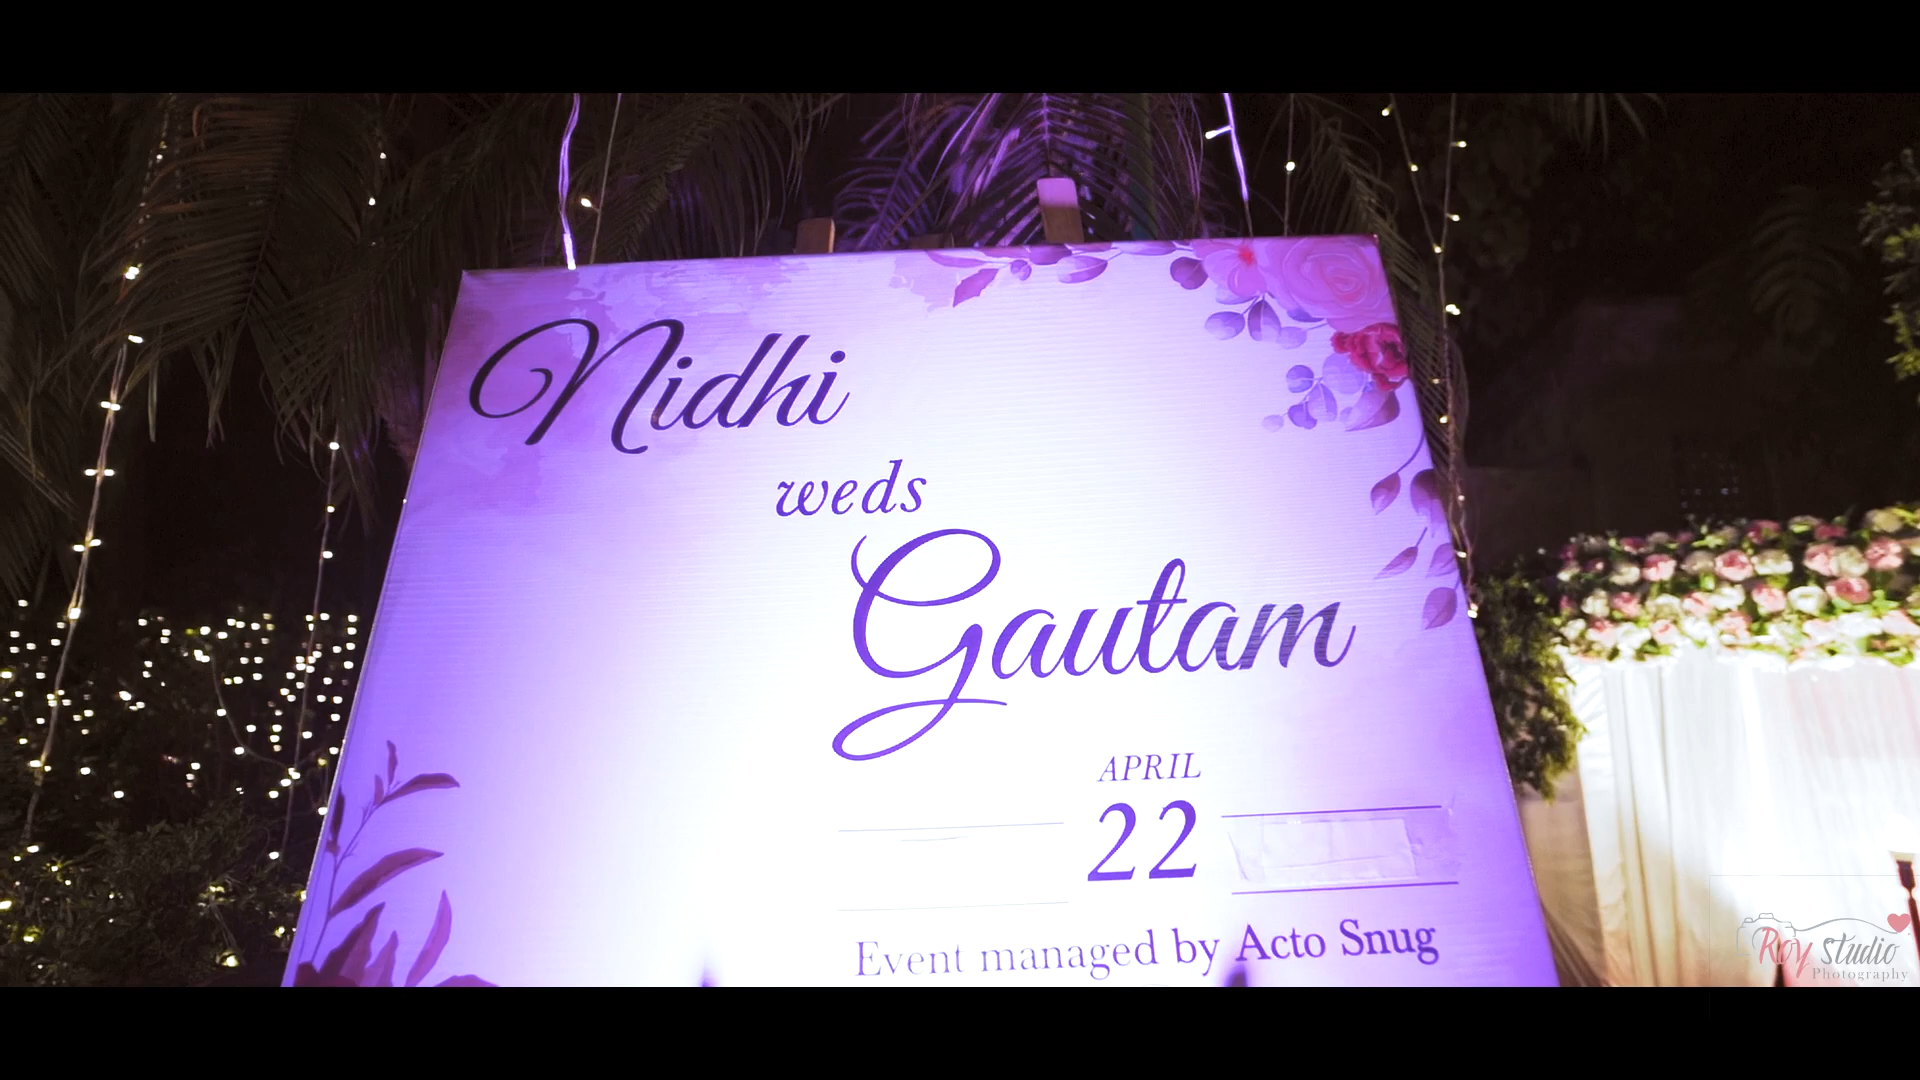 Nidhi
weds
Gautam
APRIL
22
Event managed by Acto Snug
Roy studio
Photography